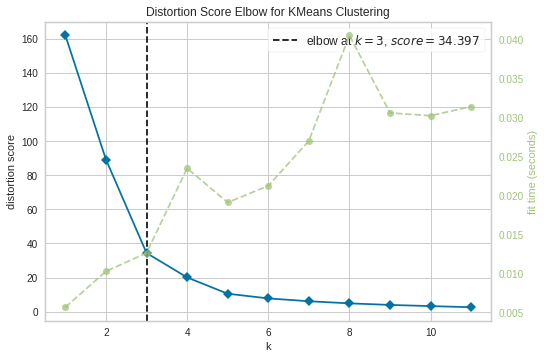 Distortion Score Elbow for KMeans Clustering
elbow at k = 3, score = 34.397
distortion score
160
140
120
100
80
60
40
20
0
0.040
0.035
0.030
0.025
0.020
0.015
0.010
0.005
fit time (seconds)
2 4 6 8 10
k